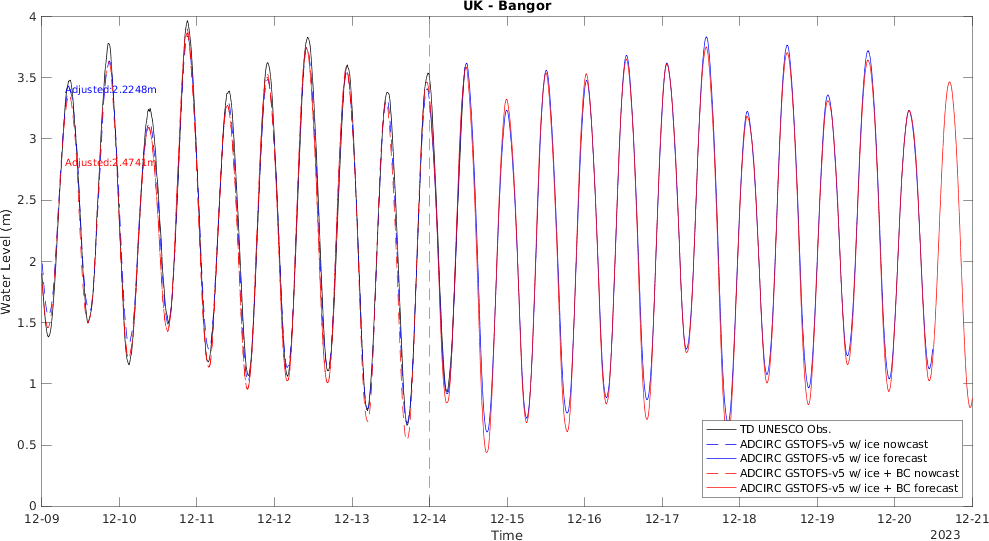 UK - Bangor
4
3.5
3
2.5
2
1.5
1
0.5
0
Water Level (m)
Adjusted:2.2248m
Adjusted:2.4741m
TD UNESCO Obs.
ADCIRC GSTOFS-v5 w/ ice nowcast
ADCIRC GSTOFS-v5 w/ ice forecast
ADCIRC GSTOFS-v5 w/ ice + BC nowcast
ADCIRC GSTOFS-v5 w/ ice + BC forecast
12-09 12-10 12-11 12-12 12-13 12-14 12-15 12-16 12-17 12-18 12-19 12-20 12-21
Time
2023